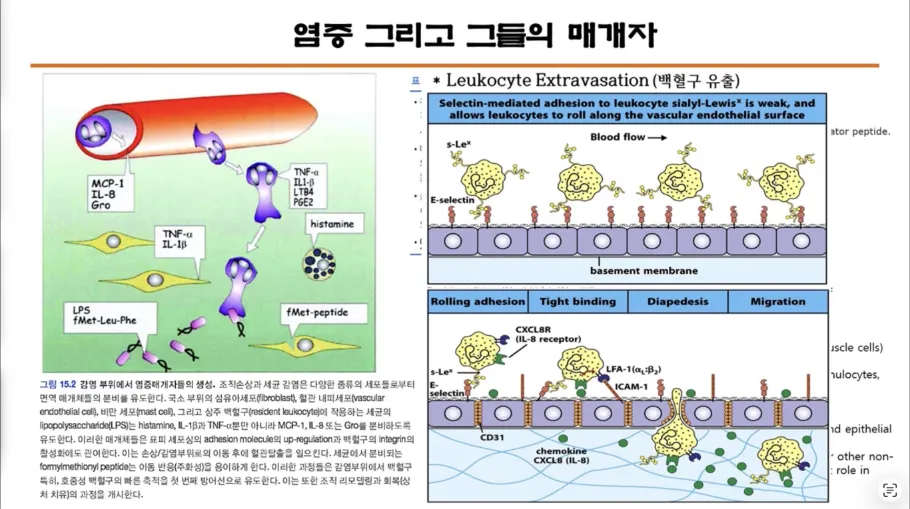 염증 그리고 그들의 매개자
표
* Leukocyte Extravasation (백혈구 유출)
MCP-1
IL-8
Gro
TNF-α
IL1-β
LTB4
PGE2
histamine
TNF-α
IL-1β
LPS
fMet-Leu-Phe
fMet-peptide
그림 15.2 감염 부위에서 염증매개자들의 생성. 조직손상과 세균 감염은 다양한 종류의 세포들로부터
면역 매개체들의 분비를 유도한다. 국소 부위의 섬유아세포(fibroblast), 혈관 내피세포(vascular
endothelial cell), 비만 세포(mast cell), 그리고 상주 백혈구(resident leukocyte)에 작용하는 세균의
lipopolysaccharide(LPS)는 histamine, IL-1β과 TNF-α뿐만 아니라 MCP-1, IL-8 또는 Gro를 분비하도록
유도한다. 이러한 매개체들은 표피 세포상의 adhesion molecule의 up-regulation과 백혈구의 integrin의
활성화에도 관여한다. 이는 손상/감염부위로의 이동 후에 혈관탈출을 일으킨다. 세균에서 분비되는
formylmethionyl peptide는 이동 반응(주화성)을 용이하게 한다. 이러한 과정들은 감염부위에서 백혈구
특히, 호중성 백혈구의 빠른 축적을 첫 번째 방어선으로 유도한다. 이는 또한 조직 리모델링과 회복(상
처 치유)의 과정을 개시한다.
Selectin-mediated adhesion to leukocyte sialyl-Lewisx is weak, and
allows leukocytes to roll along the vascular endothelial surface
Blood flow
s-Lex
E-selectin
basement membrane
Rolling adhesion
Tight binding
Diapedesis
Migration
CXCL8R
(IL-8 receptor)
s-Lex
LFA-1(αL:β2)
ICAM-1
E-
selectin
CD31
chemokine
CXCL8 (IL-8)
ator peptide.
uscle cells)
nulocytes,
nd epithelial
r other non-
t role in